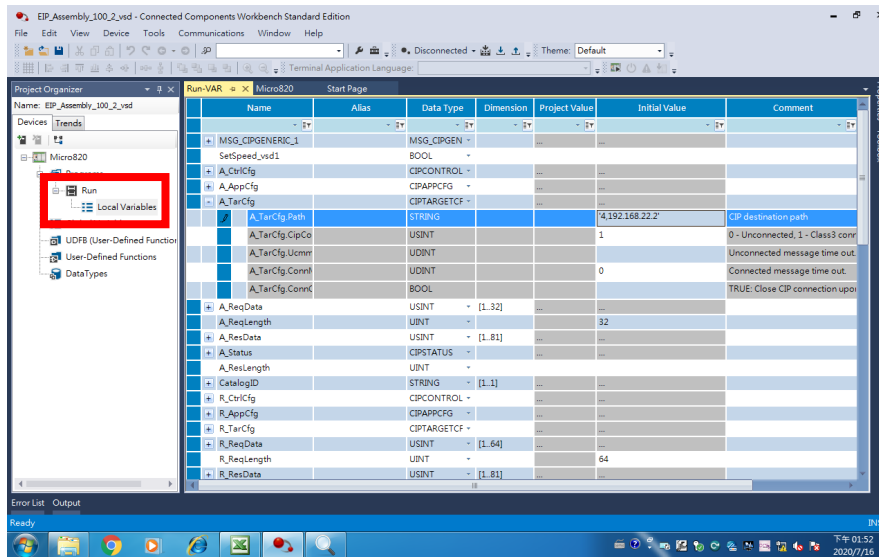 EIP_Assembly_100_2_vsd - Connected Components Workbench Standard Edition
File Edit View Device Tools Communications Window Help
Disconnected Theme: Default
Terminal Application Language:
Project Organizer
Name: EIP_Assembly_100_2_vsd
Devices Trends
Micro820
Run
Local Variables
UDFB (User-Defined Function
User-Defined Functions
DataTypes
Run-VAR Micro820 Start Page
Name Alias Data Type Dimension Project Value Initial Value Comment
MSG_CIPGENERIC_1 MSG_CIPGEN ... ...
SetSpeed_vsd1 BOOL
A_CtrlCfg CIPCONTROL ... ...
A_AppCfg CIPAPPCFG ... ...
A_TarCfg CIPTARGETCF ... ...
A_TarCfg.Path STRING '4,192.168.22.2' CIP destination path
A_TarCfg.CipCo USINT 1 0 - Unconnected, 1 - Class3 conr
A_TarCfg.Ucmm UDINT Unconnected message time out.
A_TarCfg.ConnM UDINT 0 Connected message time out.
A_TarCfg.ConnC BOOL TRUE: Close CIP connection upor
A_ReqData USINT [1..32] ... ...
A_ReqLength UINT 32
A_ResData USINT [1..81] ... ...
A_Status CIPSTATUS ... ...
A_ResLength UINT
CatalogID STRING [1..1] ... ...
R_CtrlCfg CIPCONTROL ... ...
R_AppCfg CIPAPPCFG ... ...
R_TarCfg CIPTARGETCF ... ...
R_ReqData USINT [1..64] ... ...
R_ReqLength UINT 64
R_ResData USINT [1..81] ... ...
Error List Output
Ready INS
下午 01:52
2020/7/16